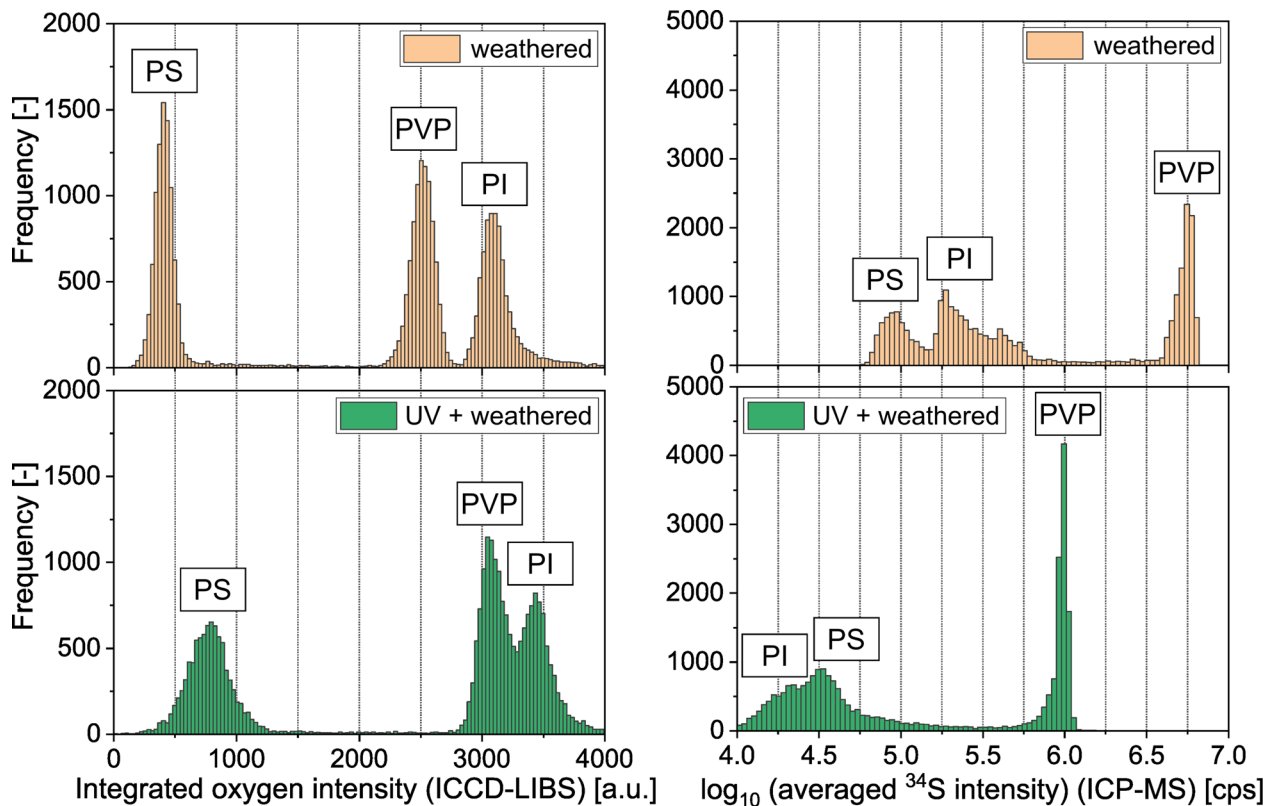 2000
1500
1000
500
0
Frequency [-]
weathered
PS
PVP
PI
5000
4000
3000
2000
1000
0
weathered
PS
PI
PVP
2000
1500
1000
500
0
Frequency [-]
UV + weathered
PS
PVP
PI
0 1000 2000 3000 4000
Integrated oxygen intensity (ICCD-LIBS) [a.u.]
5000
4000
3000
2000
1000
0
UV + weathered
PVP
PI
PS
4.0 4.5 5.0 5.5 6.0 6.5 7.0
log₁₀ (averaged ³⁴S intensity) (ICP-MS) [cps]